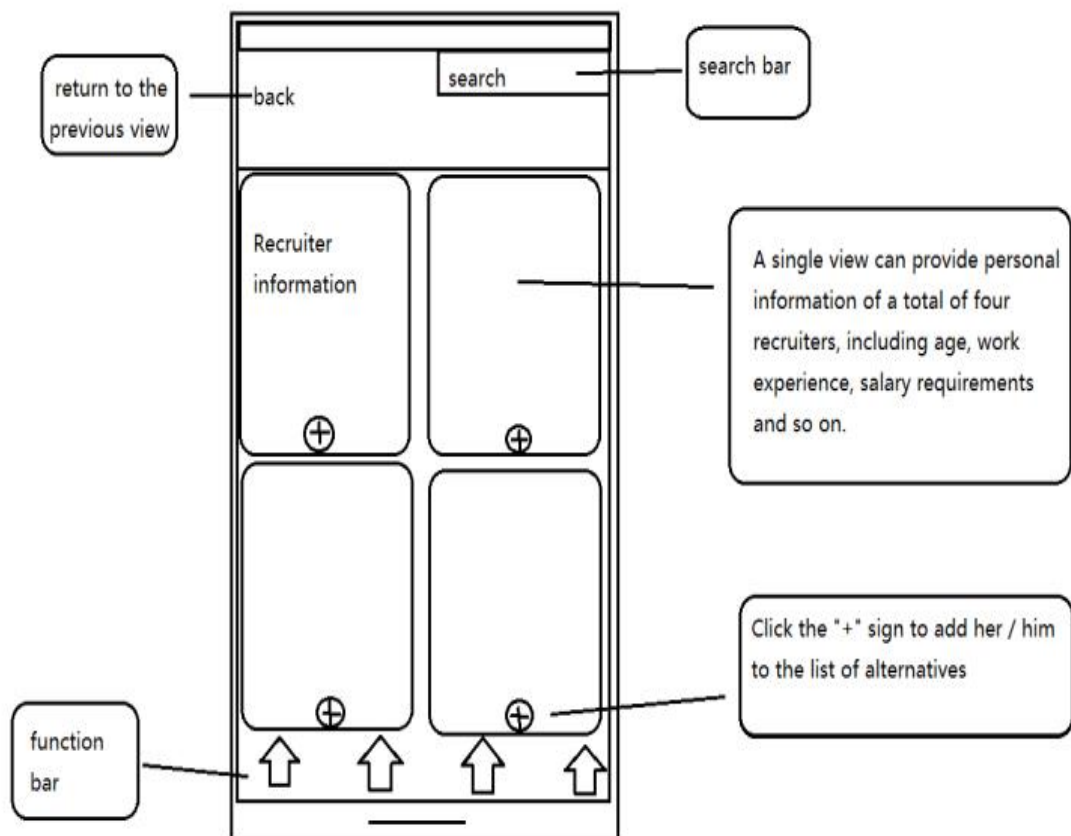 return to the
previous view
back
search
search bar
Recruiter
information
A single view can provide personal
information of a total of four
recruiters, including age, work
experience, salary requirements
and so on.
Click the "+" sign to add her / him
to the list of alternatives
function
bar